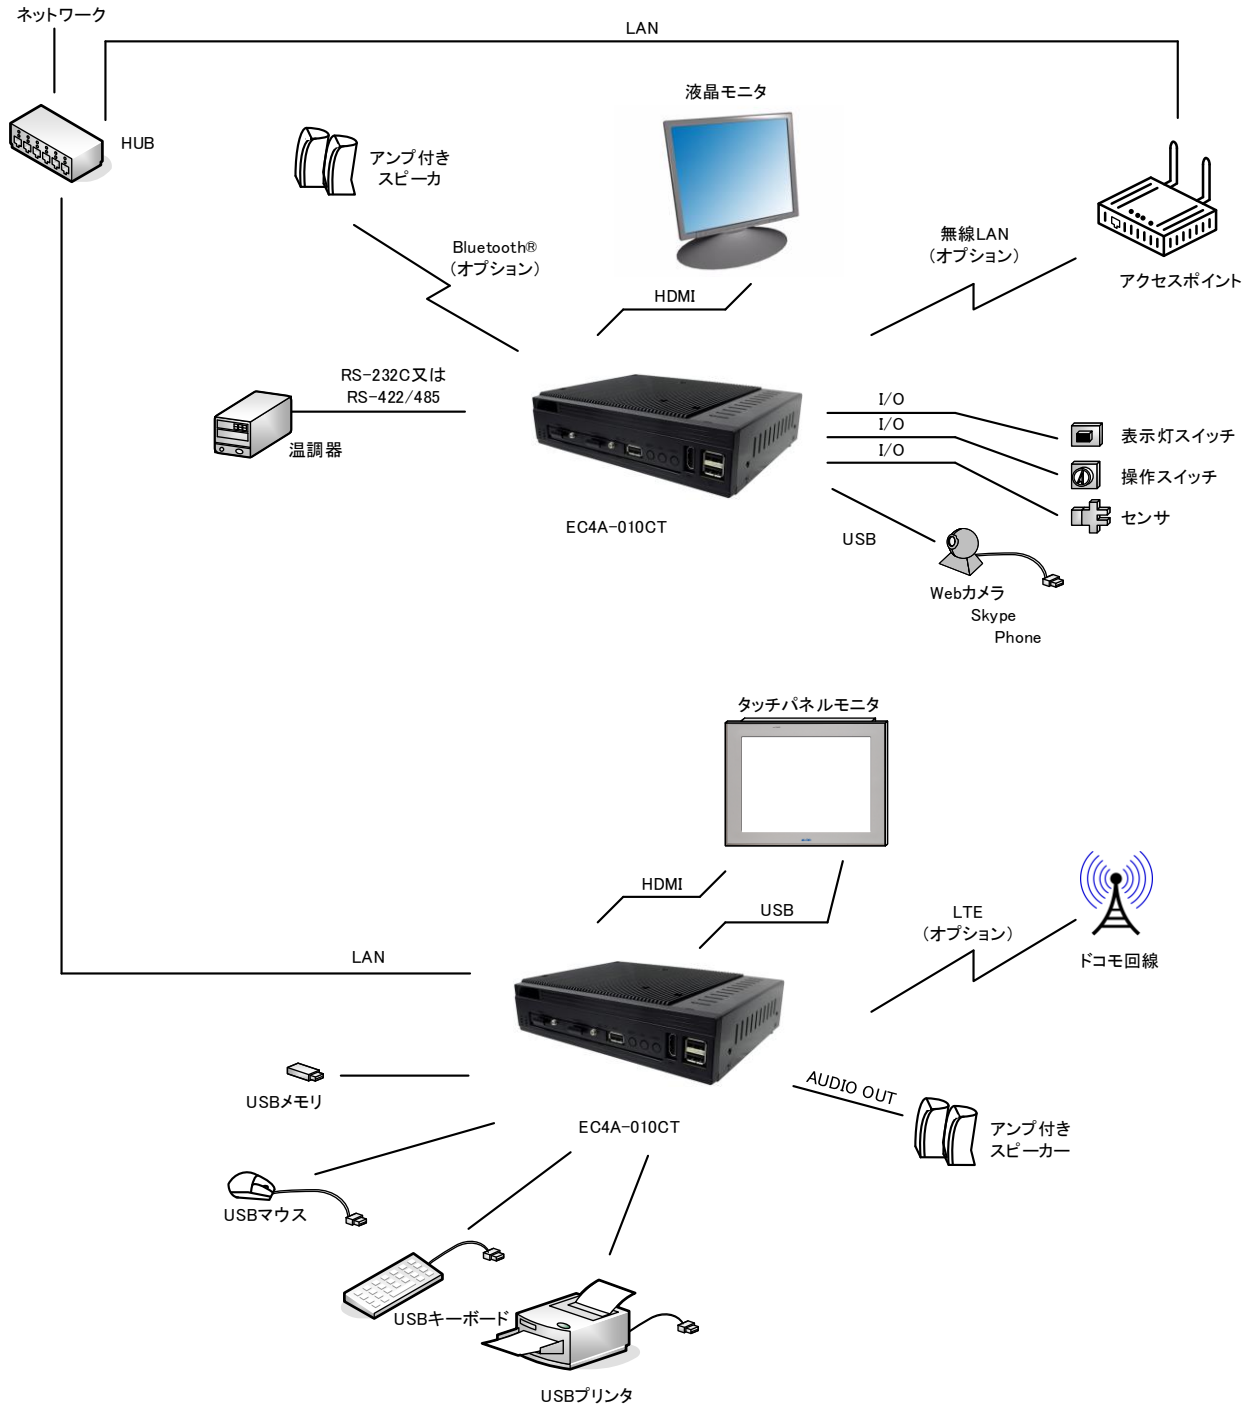 ネットワーク
LAN
HUB
液晶モニタ
アンプ付き
スピーカ
Bluetooth®
(オプション)
無線LAN
(オプション)
アクセスポイント
HDMI
RS-232C又は
RS-422/485
温調器
I/O
I/O
I/O
表示灯スイッチ
操作スイッチ
センサ
EC4A-010CT
USB
Webカメラ
Skype
Phone
タッチパネルモニタ
HDMI
USB
LTE
(オプション)
ドコモ回線
LAN
USBメモリ
AUDIO OUT
EC4A-010CT
アンプ付き
スピーカー
USBマウス
USBキーボード
USBプリンタ